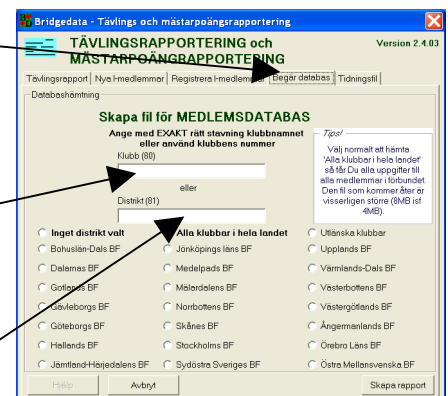 Bridgedata - Tävlings och mästarpoängsrapportering
TÄVLINGSRAPPORTERING och
MÄSTARPOÄNGRAPPORTERING
Version 2.4.03
Tävlingsrapport Nya I-medlemmar Registrera I-medlemmar Begär databas Tidningsfil
Databashämtning
Skapa fil för MEDLEMSDATABAS
Ange med EXAKT rätt stavning klubbnamnet
eller använd klubbens nummer
Klubb (80)
eller
Distrikt (81)
Tips!
Välj normalt att hämta
'Alla klubbar i hela landet'
så får Du alla uppgifter till
alla medlemmar i förbundet.
Den fil som kommer åter är
visserligen större (8MB isf
4MB).
Inget distrikt valt Alla klubbar i hela landet Utlänska klubbar
Bohuslän-Dals BF Jönköpings läns BF Upplands BF
Dalarnas BF Medelpads BF Värmlands-Dals BF
Gotlands BF Mälardalens BF Västerbottens BF
Gävleborgs BF Norrbottens BF Västergötlands BF
Göteborgs BF Skånes BF Ångermanlands BF
Hallands BF Stockholms BF Örebro Läns BF
Jämtland-Härjedalens BF Sydöstra Sveriges BF Östra Mellansvenska BF
Hjälp Avbryt Skapa rapport